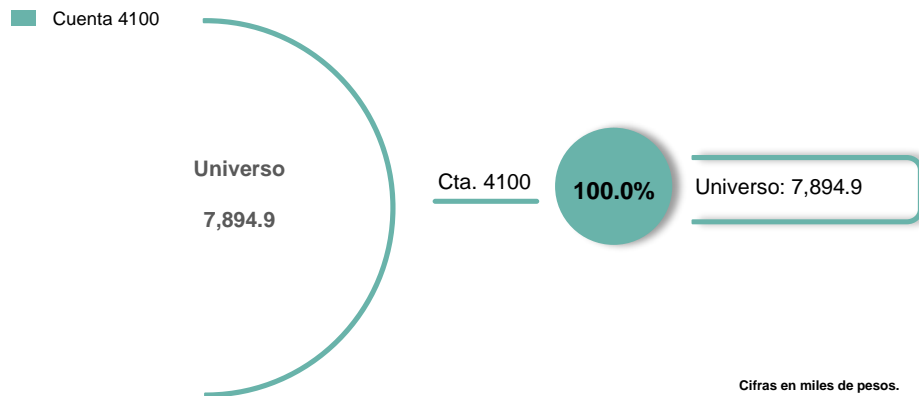 Cuenta 4100
Universo
7,894.9
Cta. 4100
100.0%
Universo: 7,894.9
Cifras en miles de pesos.